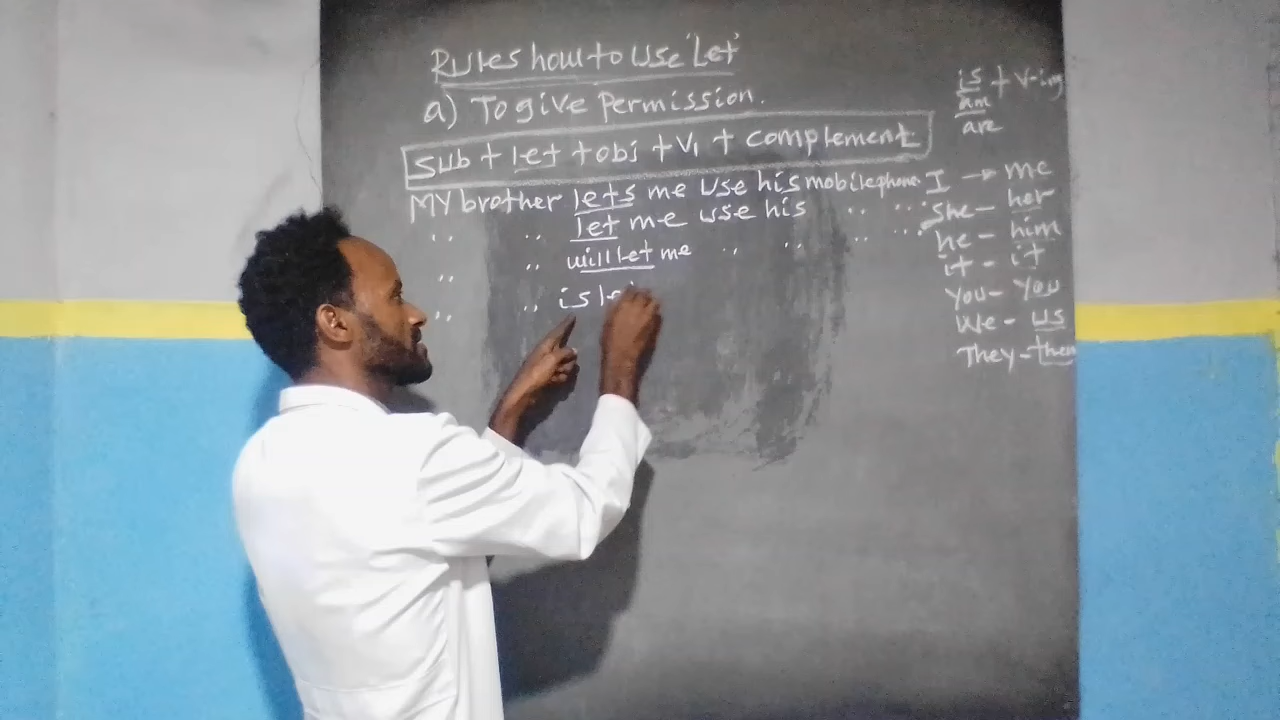 Rules how to use 'Let'
a) To give Permission.
Sub + let + obj + V1 + complement
MY brother lets me use his mobilephone.
,, ,, let me use his ,, ,,
,, ,, will let me ,, ,, ,, ,,
,, ,, is let
is + V-ing
am
are
I → me
She - her
he - him
it - it
You - You
We - us
They - them